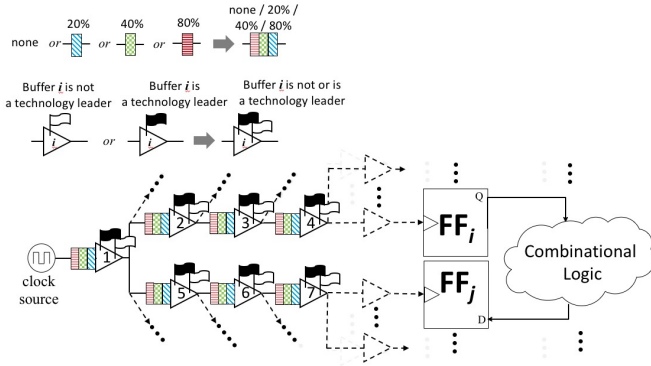 20% 40% 80% none / 20% / 40% / 80%
none or or or
Buffer i is not a technology leader
Buffer i is a technology leader
Buffer i is not or is a technology leader
i or i i
1
2 3 4
5 6 7
clock source
FFi
Q
FFj
D
Combinational Logic